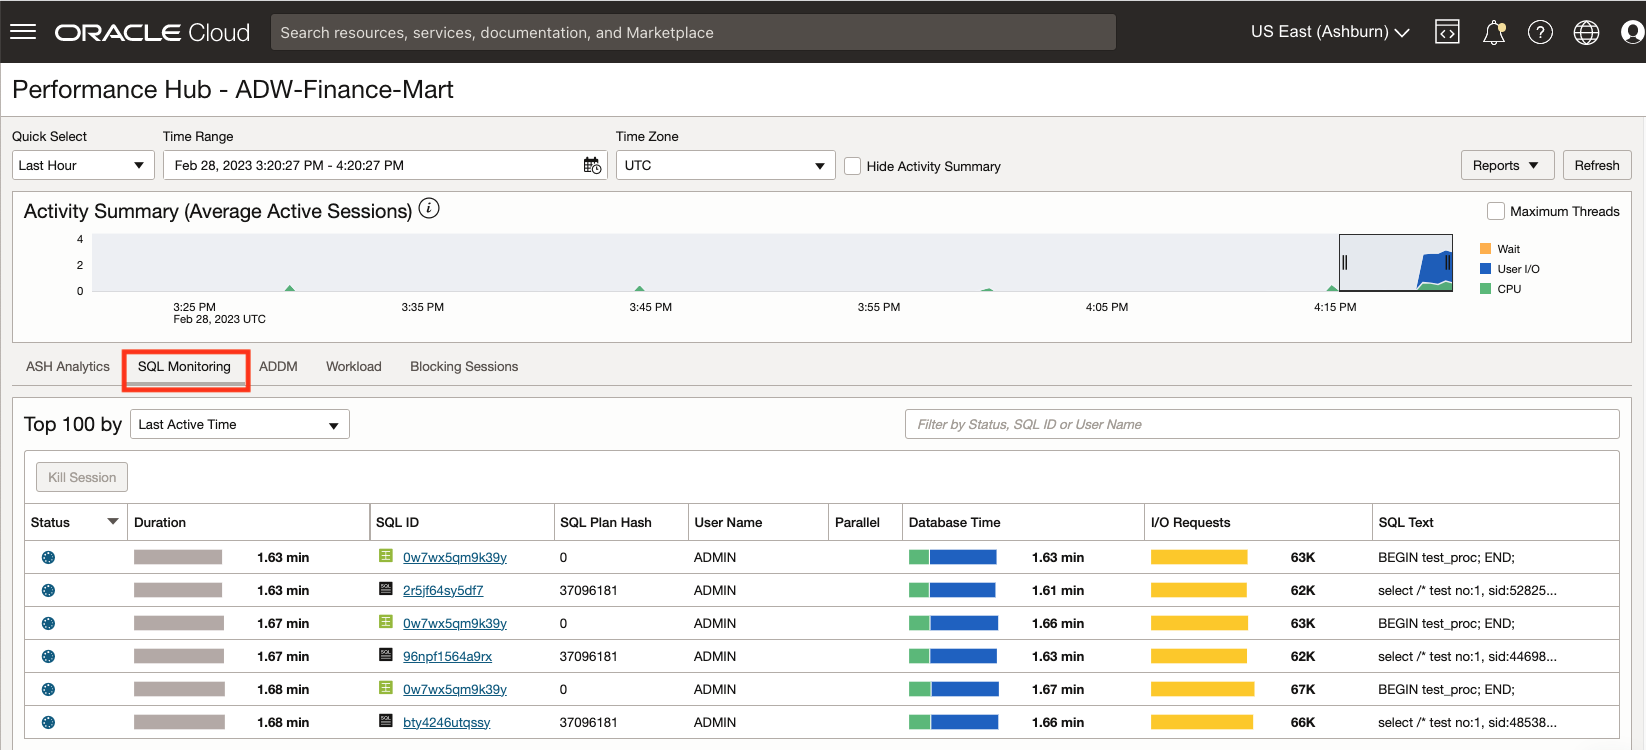 ORACLE Cloud Search resources, services, documentation, and Marketplace US East (Ashburn)
Performance Hub - ADW-Finance-Mart
Quick Select Time Range Time Zone
Last Hour Feb 28, 2023 3:20:27 PM - 4:20:27 PM UTC Hide Activity Summary Reports Refresh
Activity Summary (Average Active Sessions) Maximum Threads
4
2
0
3:25 PM 3:35 PM 3:45 PM 3:55 PM 4:05 PM 4:15 PM
Feb 28, 2023 UTC
Wait
User I/O
CPU
ASH Analytics SQL Monitoring ADDM Workload Blocking Sessions
Top 100 by Last Active Time Filter by Status, SQL ID or User Name
Kill Session
Status Duration SQL ID SQL Plan Hash User Name Parallel Database Time I/O Requests SQL Text
1.63 min 0w7wx5qm9k39y 0 ADMIN 1.63 min 63K BEGIN test_proc; END;
1.63 min SQL 2r5jf64sy5df7 37096181 ADMIN 1.61 min 62K select /* test no:1, sid:52825...
1.67 min 0w7wx5qm9k39y 0 ADMIN 1.66 min 63K BEGIN test_proc; END;
1.67 min SQL 96npf1564a9rx 37096181 ADMIN 1.63 min 62K select /* test no:1, sid:44698...
1.68 min 0w7wx5qm9k39y 0 ADMIN 1.67 min 67K BEGIN test_proc; END;
1.68 min SQL bty4246utqssy 37096181 ADMIN 1.66 min 66K select /* test no:1, sid:48538...